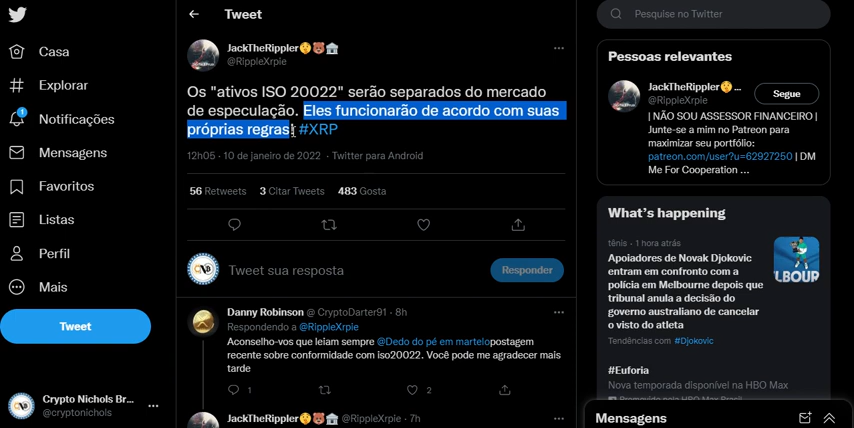 Casa
Explorar
1
Notificações
Mensagens
Favoritos
Listas
Perfil
Mais
Tweet
Crypto Nichols Br...
@cryptonichols
Tweet
JackTheRippler
@RippleXrpie
Os "ativos ISO 20022" serão separados do mercado
de especulação. Eles funcionarão de acordo com suas
próprias regras! #XRP
12h05 · 10 de janeiro de 2022 · Twitter para Android
56 Retweets 3 Citar Tweets 483 Gosta
Tweet sua resposta
Responder
Danny Robinson @CryptoDarter91 · 8h
Respondendo a @RippleXrpie
Aconselho-vos que leiam sempre @Dedo do pé em martelopostagem
recente sobre conformidade com iso20022. Você pode me agradecer mais
tarde
1 2
JackTheRippler @RippleXrpie · 7h
Pesquise no Twitter
Pessoas relevantes
JackTheRippler ...
@RippleXrpie
Segue
| NÃO SOU ASSESSOR FINANCEIRO |
Junte-se a mim no Patreon para
maximizar seu portfólio:
patreon.com/user?u=62927250 | DM
Me For Cooperation ...
What's happening
tênis · 1 hora atrás
Apoiadores de Novak Djokovic
entram em confronto com a
polícia em Melbourne depois que
tribunal anula a decisão do
governo australiano de cancelar
o visto do atleta
Tendências com #Djokovic
LBOUR
#Euforia
Nova temporada disponível na HBO Max
Promovido pela HBO Max Brasil
Mensagens